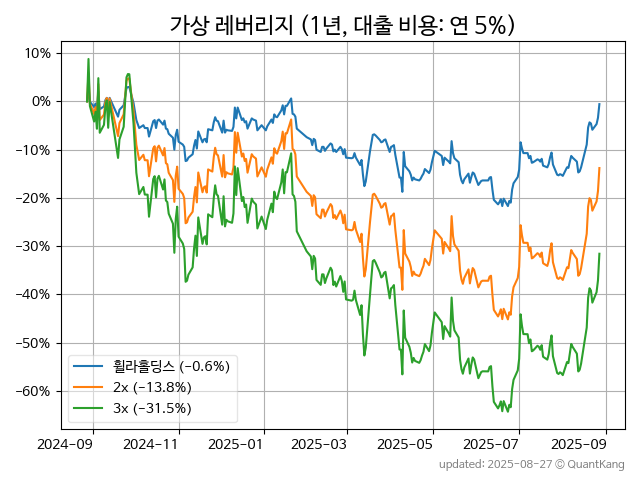 가상 레버리지 (1년, 대출 비용: 연 5%)
10%
0%
-10%
-20%
-30%
-40%
-50%
-60%
휠라홀딩스 (-0.6%)
2x (-13.8%)
3x (-31.5%)
2024-09 2024-11 2025-01 2025-03 2025-05 2025-07 2025-09
updated: 2025-08-27 © QuantKang